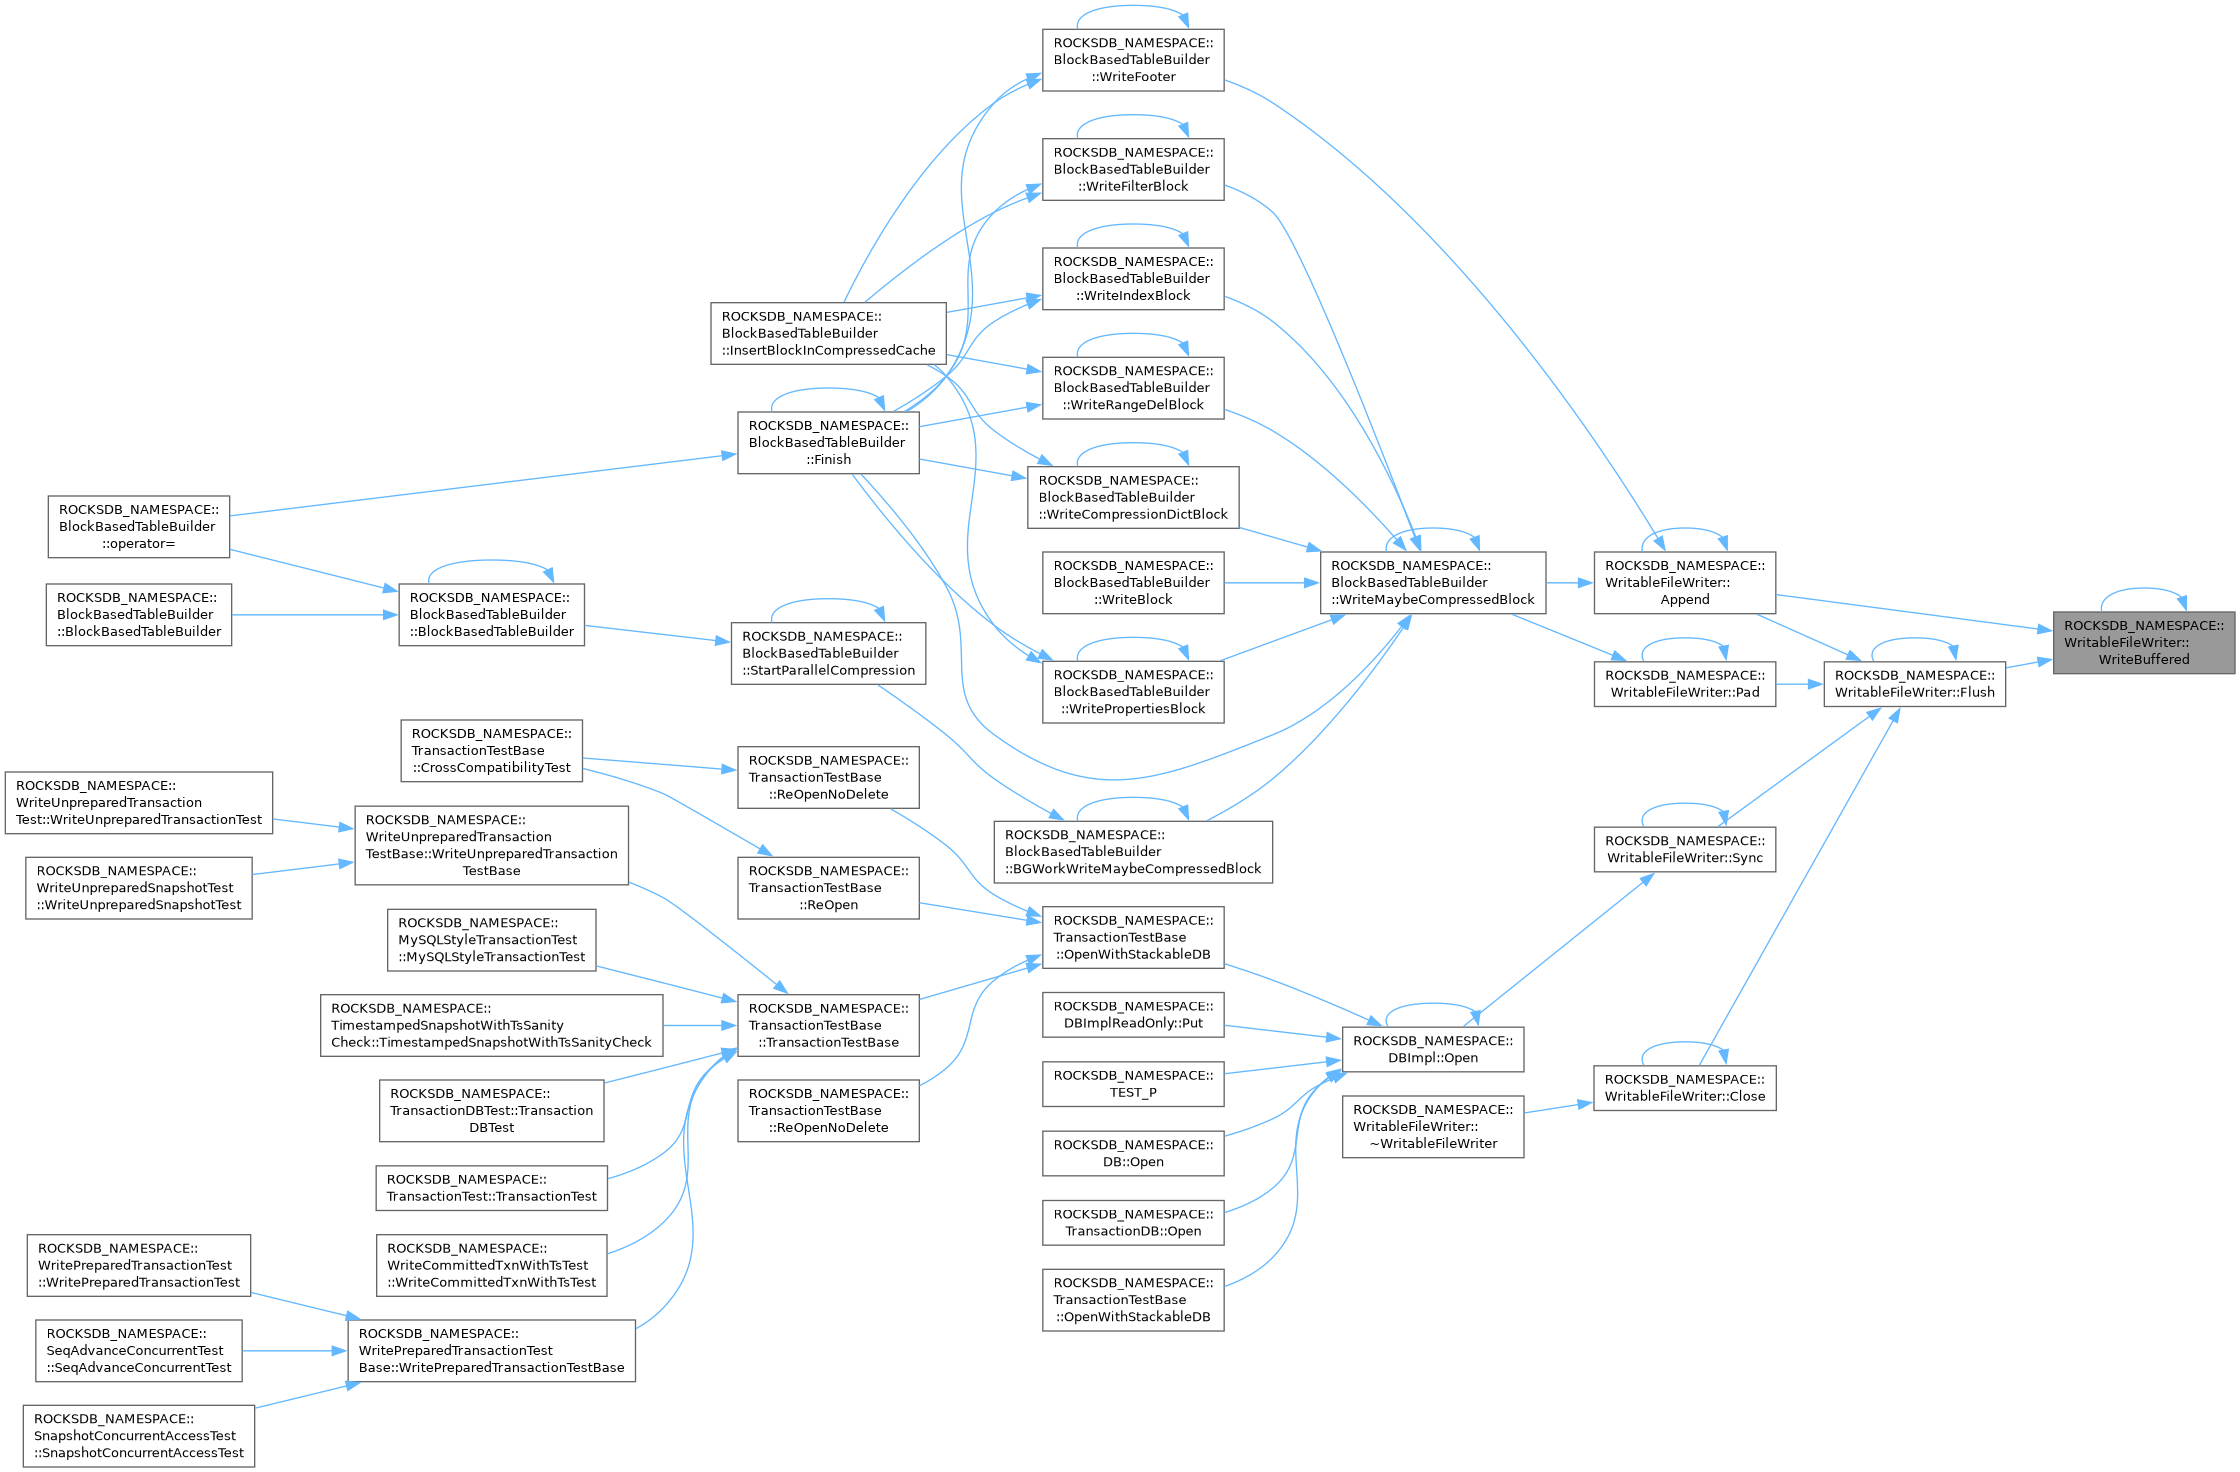 ROCKSDB_NAMESPACE::
BlockBasedTableBuilder
::WriteFooter
ROCKSDB_NAMESPACE::
BlockBasedTableBuilder
::WriteFilterBlock
ROCKSDB_NAMESPACE::
BlockBasedTableBuilder
::WriteIndexBlock
ROCKSDB_NAMESPACE::
BlockBasedTableBuilder
::InsertBlockInCompressedCache
ROCKSDB_NAMESPACE::
BlockBasedTableBuilder
::WriteRangeDelBlock
ROCKSDB_NAMESPACE::
BlockBasedTableBuilder
::Finish
ROCKSDB_NAMESPACE::
BlockBasedTableBuilder
::WriteCompressionDictBlock
ROCKSDB_NAMESPACE::
BlockBasedTableBuilder
::operator=
ROCKSDB_NAMESPACE::
BlockBasedTableBuilder
::WriteBlock
ROCKSDB_NAMESPACE::
BlockBasedTableBuilder
::WriteMaybeCompressedBlock
ROCKSDB_NAMESPACE::
WritableFileWriter::
Append
ROCKSDB_NAMESPACE::
BlockBasedTableBuilder
::BlockBasedTableBuilder
ROCKSDB_NAMESPACE::
BlockBasedTableBuilder
::BlockBasedTableBuilder
ROCKSDB_NAMESPACE::
WritableFileWriter::
WriteBuffered
ROCKSDB_NAMESPACE::
BlockBasedTableBuilder
::StartParallelCompression
ROCKSDB_NAMESPACE::
BlockBasedTableBuilder
::WritePropertiesBlock
ROCKSDB_NAMESPACE::
WritableFileWriter::Pad
ROCKSDB_NAMESPACE::
WritableFileWriter::Flush
ROCKSDB_NAMESPACE::
TransactionTestBase
::CrossCompatibilityTest
ROCKSDB_NAMESPACE::
TransactionTestBase
::ReOpenNoDelete
ROCKSDB_NAMESPACE::
WriteUnpreparedTransaction
Test::WriteUnpreparedTransactionTest
ROCKSDB_NAMESPACE::
WriteUnpreparedTransaction
TestBase::WriteUnpreparedTransaction
TestBase
ROCKSDB_NAMESPACE::
BlockBasedTableBuilder
::BGWorkWriteMaybeCompressedBlock
ROCKSDB_NAMESPACE::
WritableFileWriter::Sync
ROCKSDB_NAMESPACE::
WriteUnpreparedSnapshotTest
::WriteUnpreparedSnapshotTest
ROCKSDB_NAMESPACE::
TransactionTestBase
::ReOpen
ROCKSDB_NAMESPACE::
MySQLStyleTransactionTest
::MySQLStyleTransactionTest
ROCKSDB_NAMESPACE::
TransactionTestBase
::OpenWithStackableDB
ROCKSDB_NAMESPACE::
TimestampedSnapshotWithTsSanity
Check::TimestampedSnapshotWithTsSanityCheck
ROCKSDB_NAMESPACE::
TransactionTestBase
::TransactionTestBase
ROCKSDB_NAMESPACE::
DBImplReadOnly::Put
ROCKSDB_NAMESPACE::
DBImpl::Open
ROCKSDB_NAMESPACE::
TEST_P
ROCKSDB_NAMESPACE::
WritableFileWriter::Close
ROCKSDB_NAMESPACE::
TransactionDBTest::Transaction
DBTest
ROCKSDB_NAMESPACE::
TransactionTestBase
::ReOpenNoDelete
ROCKSDB_NAMESPACE::
WritableFileWriter::
~WritableFileWriter
ROCKSDB_NAMESPACE::
DB::Open
ROCKSDB_NAMESPACE::
TransactionTest::TransactionTest
ROCKSDB_NAMESPACE::
TransactionDB::Open
ROCKSDB_NAMESPACE::
WritePreparedTransactionTest
::WritePreparedTransactionTest
ROCKSDB_NAMESPACE::
WriteCommittedTxnWithTsTest
::WriteCommittedTxnWithTsTest
ROCKSDB_NAMESPACE::
TransactionTestBase
::OpenWithStackableDB
ROCKSDB_NAMESPACE::
SeqAdvanceConcurrentTest
::SeqAdvanceConcurrentTest
ROCKSDB_NAMESPACE::
WritePreparedTransactionTest
Base::WritePreparedTransactionTestBase
ROCKSDB_NAMESPACE::
SnapshotConcurrentAccessTest
::SnapshotConcurrentAccessTest